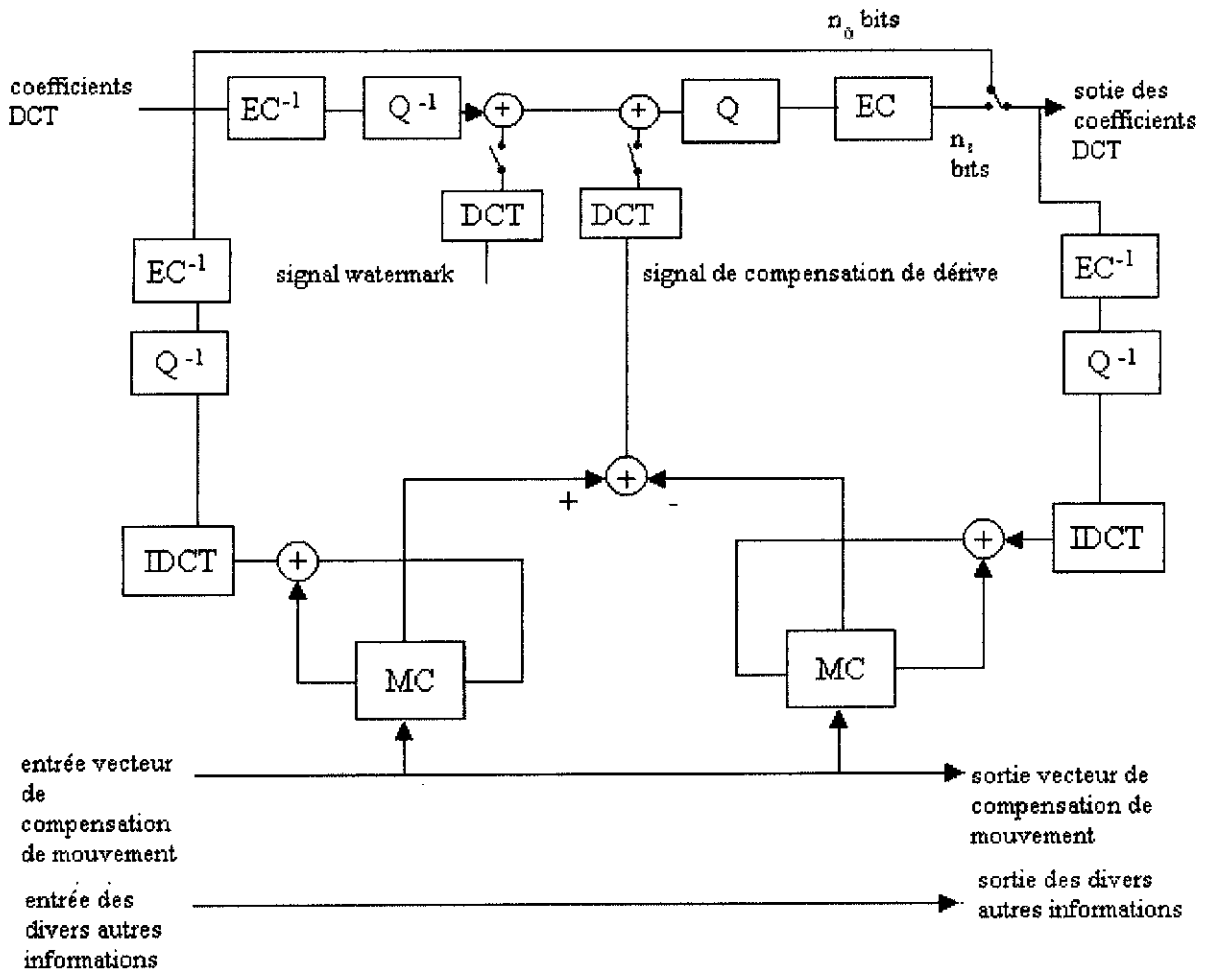 n₀ bits
coefficients
DCT
EC⁻¹
Q⁻¹
+
+
Q
EC
sotie des
coefficients
DCT
n₁
bits
DCT
DCT
signal watermark
signal de compensation de dérive
EC⁻¹
EC⁻¹
Q⁻¹
Q⁻¹
+
+
-
IDCT
+
+
IDCT
MC
MC
entrée vecteur
de
compensation
de mouvement
sortie vecteur de
compensation de
mouvement
entrée des
divers autres
informations
sortie des divers
autres informations